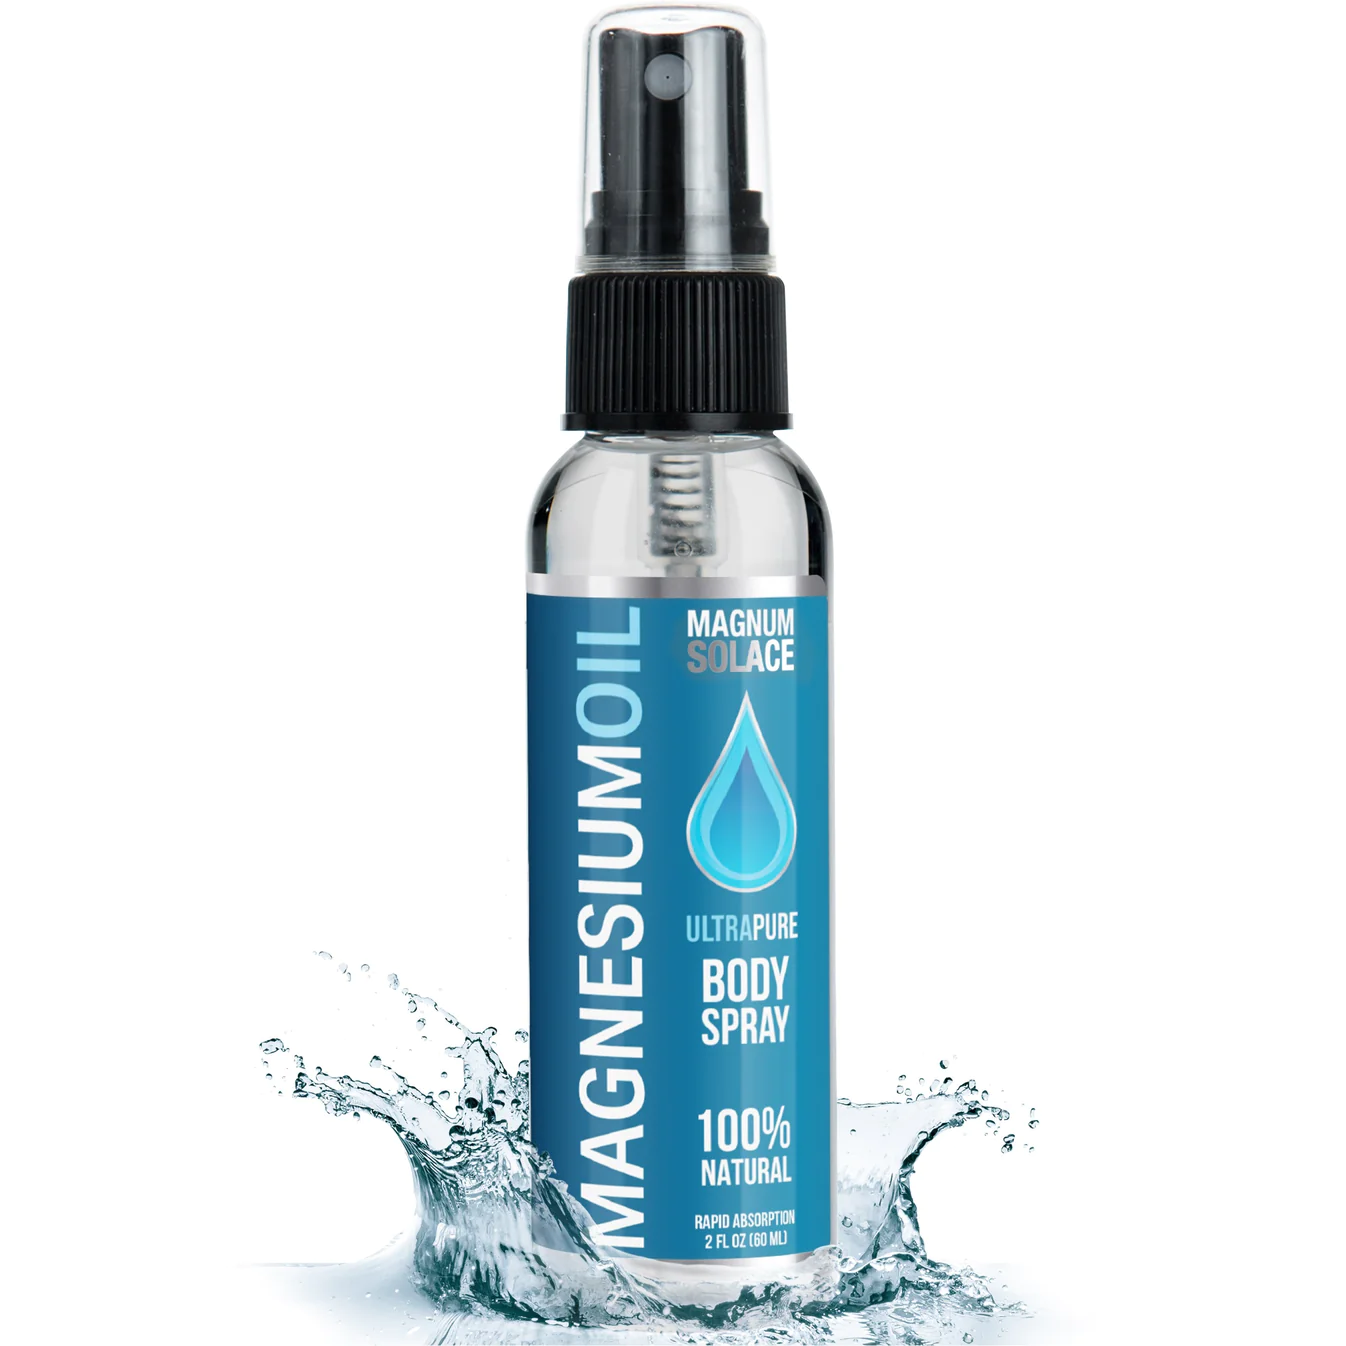 MAGNESIUMOIL
MAGNUM
SOLACE
ULTRAPURE
BODY
SPRAY
100%
NATURAL
RAPID ABSORPTION
2 FL OZ (60 ML)